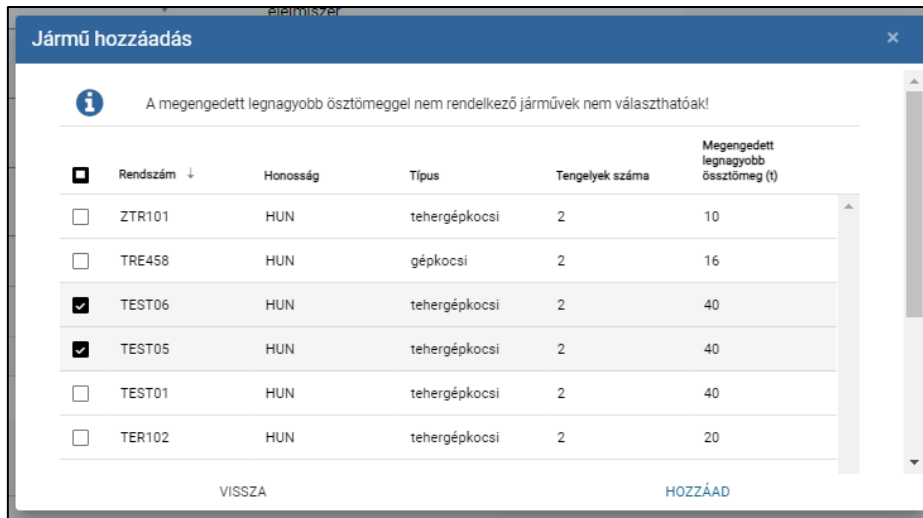 élelmiszer
Jármű hozzáadás
A megengedett legnagyobb ösztömeggel nem rendelkező járművek nem választhatóak!
Rendszám ↓ Honosság Típus Tengelyek száma Megengedett
legnagyobb
össztömeg (t)
ZTR101 HUN tehergépkocsi 2 10
TRE458 HUN gépkocsi 2 16
TEST06 HUN tehergépkocsi 2 40
TEST05 HUN tehergépkocsi 2 40
TEST01 HUN tehergépkocsi 2 40
TER102 HUN tehergépkocsi 2 20
VISSZA HOZZÁAD